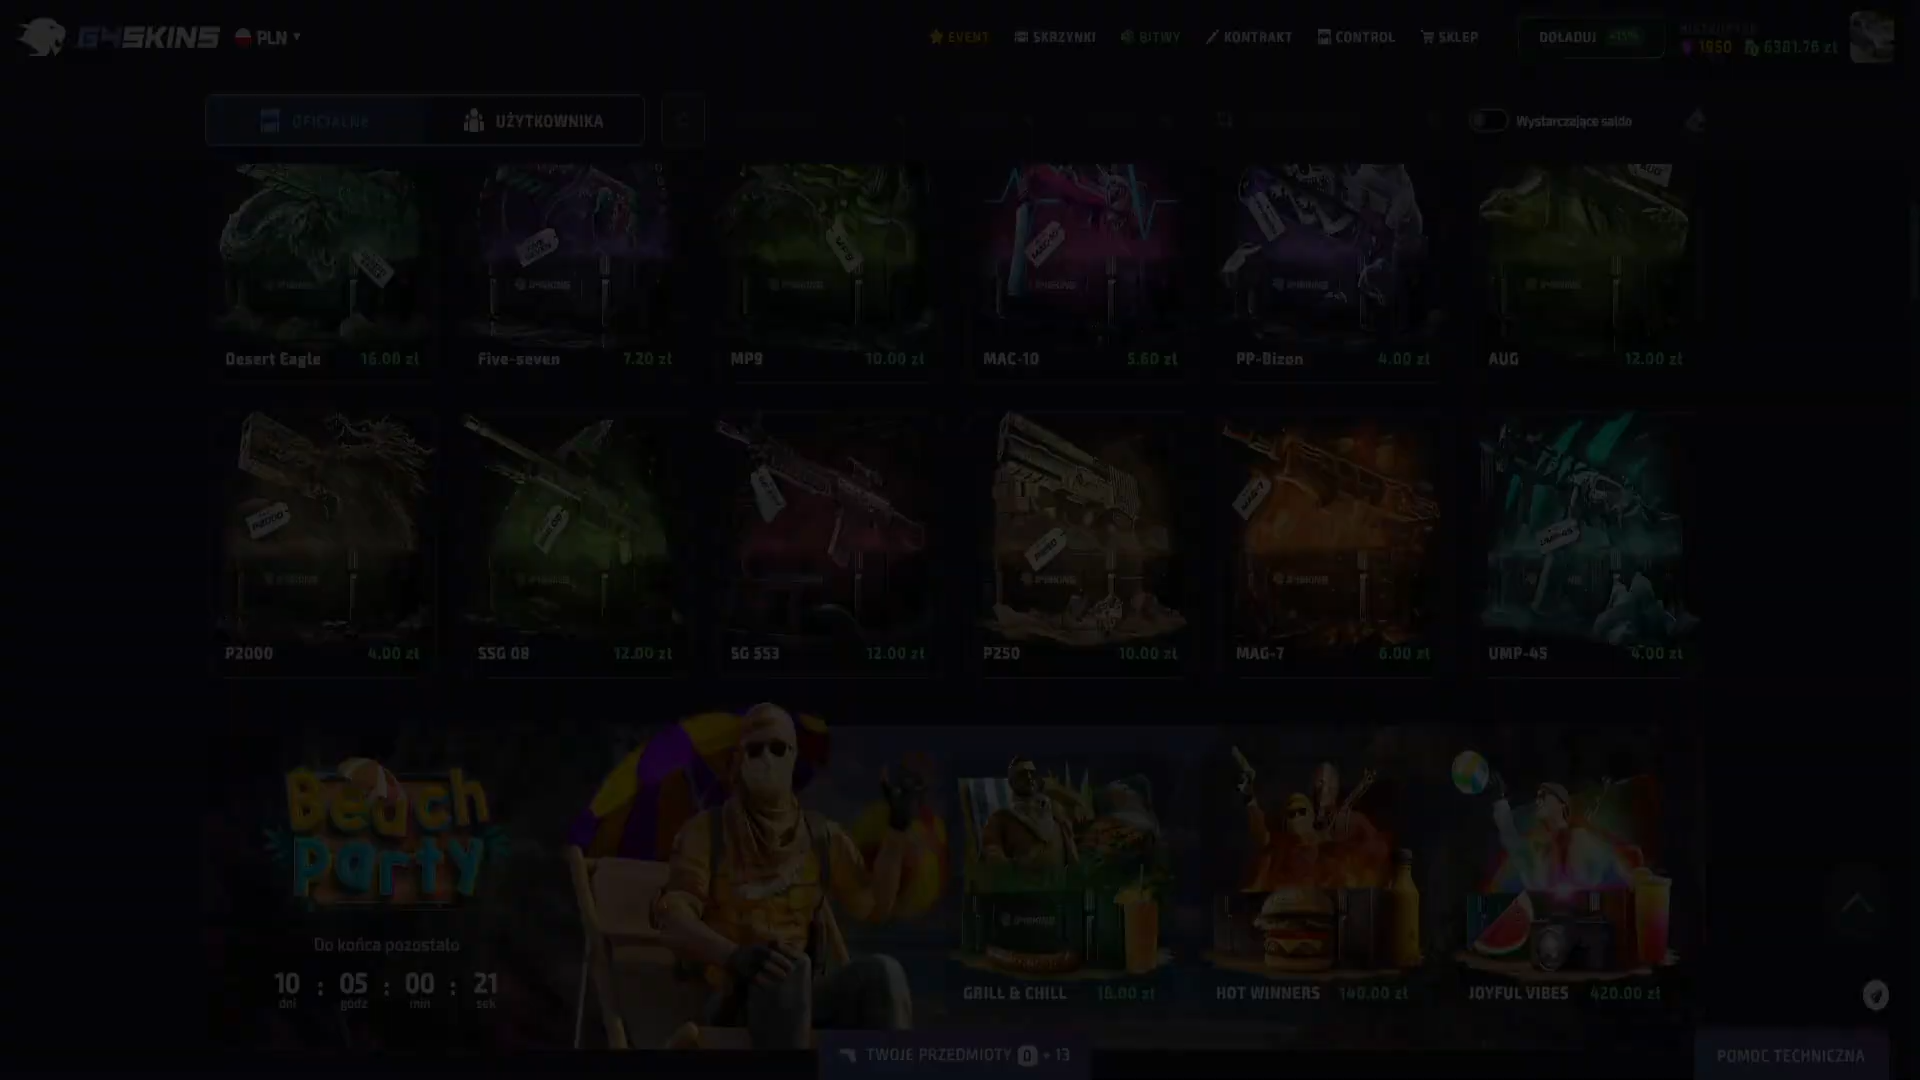 G4SKINS PLN EVENT SKRZYNKI BITWY KONTRAKT CONTROL SKLEP DOŁADUJ 6381.76 zł
OFICJALNE UŻYTKOWNIKA Wystarczające saldo
Desert Eagle 16.00 zł Five-seven 7.20 zł MP9 10.00 zł MAC-10 5.60 zł PP-Bizon 4.00 zł AUG 12.00 zł
P2000 4.00 zł SSG 08 12.00 zł SG 553 12.00 zł P250 10.00 zł MAG-7 6.00 zł UMP-45 4.00 zł
Beach
Party
Do końca pozostało
10 : 05 : 00 : 21
dni godz min sek
GRILL & CHILL 18.00 zł HOT WINNERS 140.00 zł JOYFUL VIBES 420.00 zł
TWOJE PRZEDMIOTY 0 + 13
POMOC TECHNICZNA